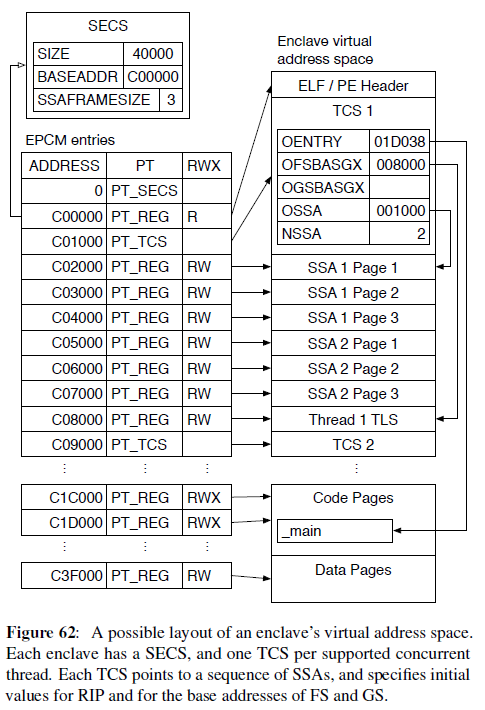 SECS
SIZE 40000
BASEADDR C00000
SSAFRAMESIZE 3
EPCM entries
ADDRESS PT RWX
0 PT_SECS
C00000 PT_REG R
C01000 PT_TCS
C02000 PT_REG RW
C03000 PT_REG RW
C04000 PT_REG RW
C05000 PT_REG RW
C06000 PT_REG RW
C07000 PT_REG RW
C08000 PT_REG RW
C09000 PT_TCS
⋮ ⋮ ⋮
C1C000 PT_REG RWX
C1D000 PT_REG RWX
⋮ ⋮ ⋮
C3F000 PT_REG RW
Enclave virtual
address space
ELF / PE Header
TCS 1
OENTRY 01D038
OFSBASGX 008000
OGSBASGX
OSSA 001000
NSSA 2
SSA 1 Page 1
SSA 1 Page 2
SSA 1 Page 3
SSA 2 Page 1
SSA 2 Page 2
SSA 2 Page 3
Thread 1 TLS
TCS 2
⋮
Code Pages
_main
Data Pages
Figure 62: A possible layout of an enclave's virtual address space.
Each enclave has a SECS, and one TCS per supported concurrent
thread. Each TCS points to a sequence of SSAs, and specifies initial
values for RIP and for the base addresses of FS and GS.